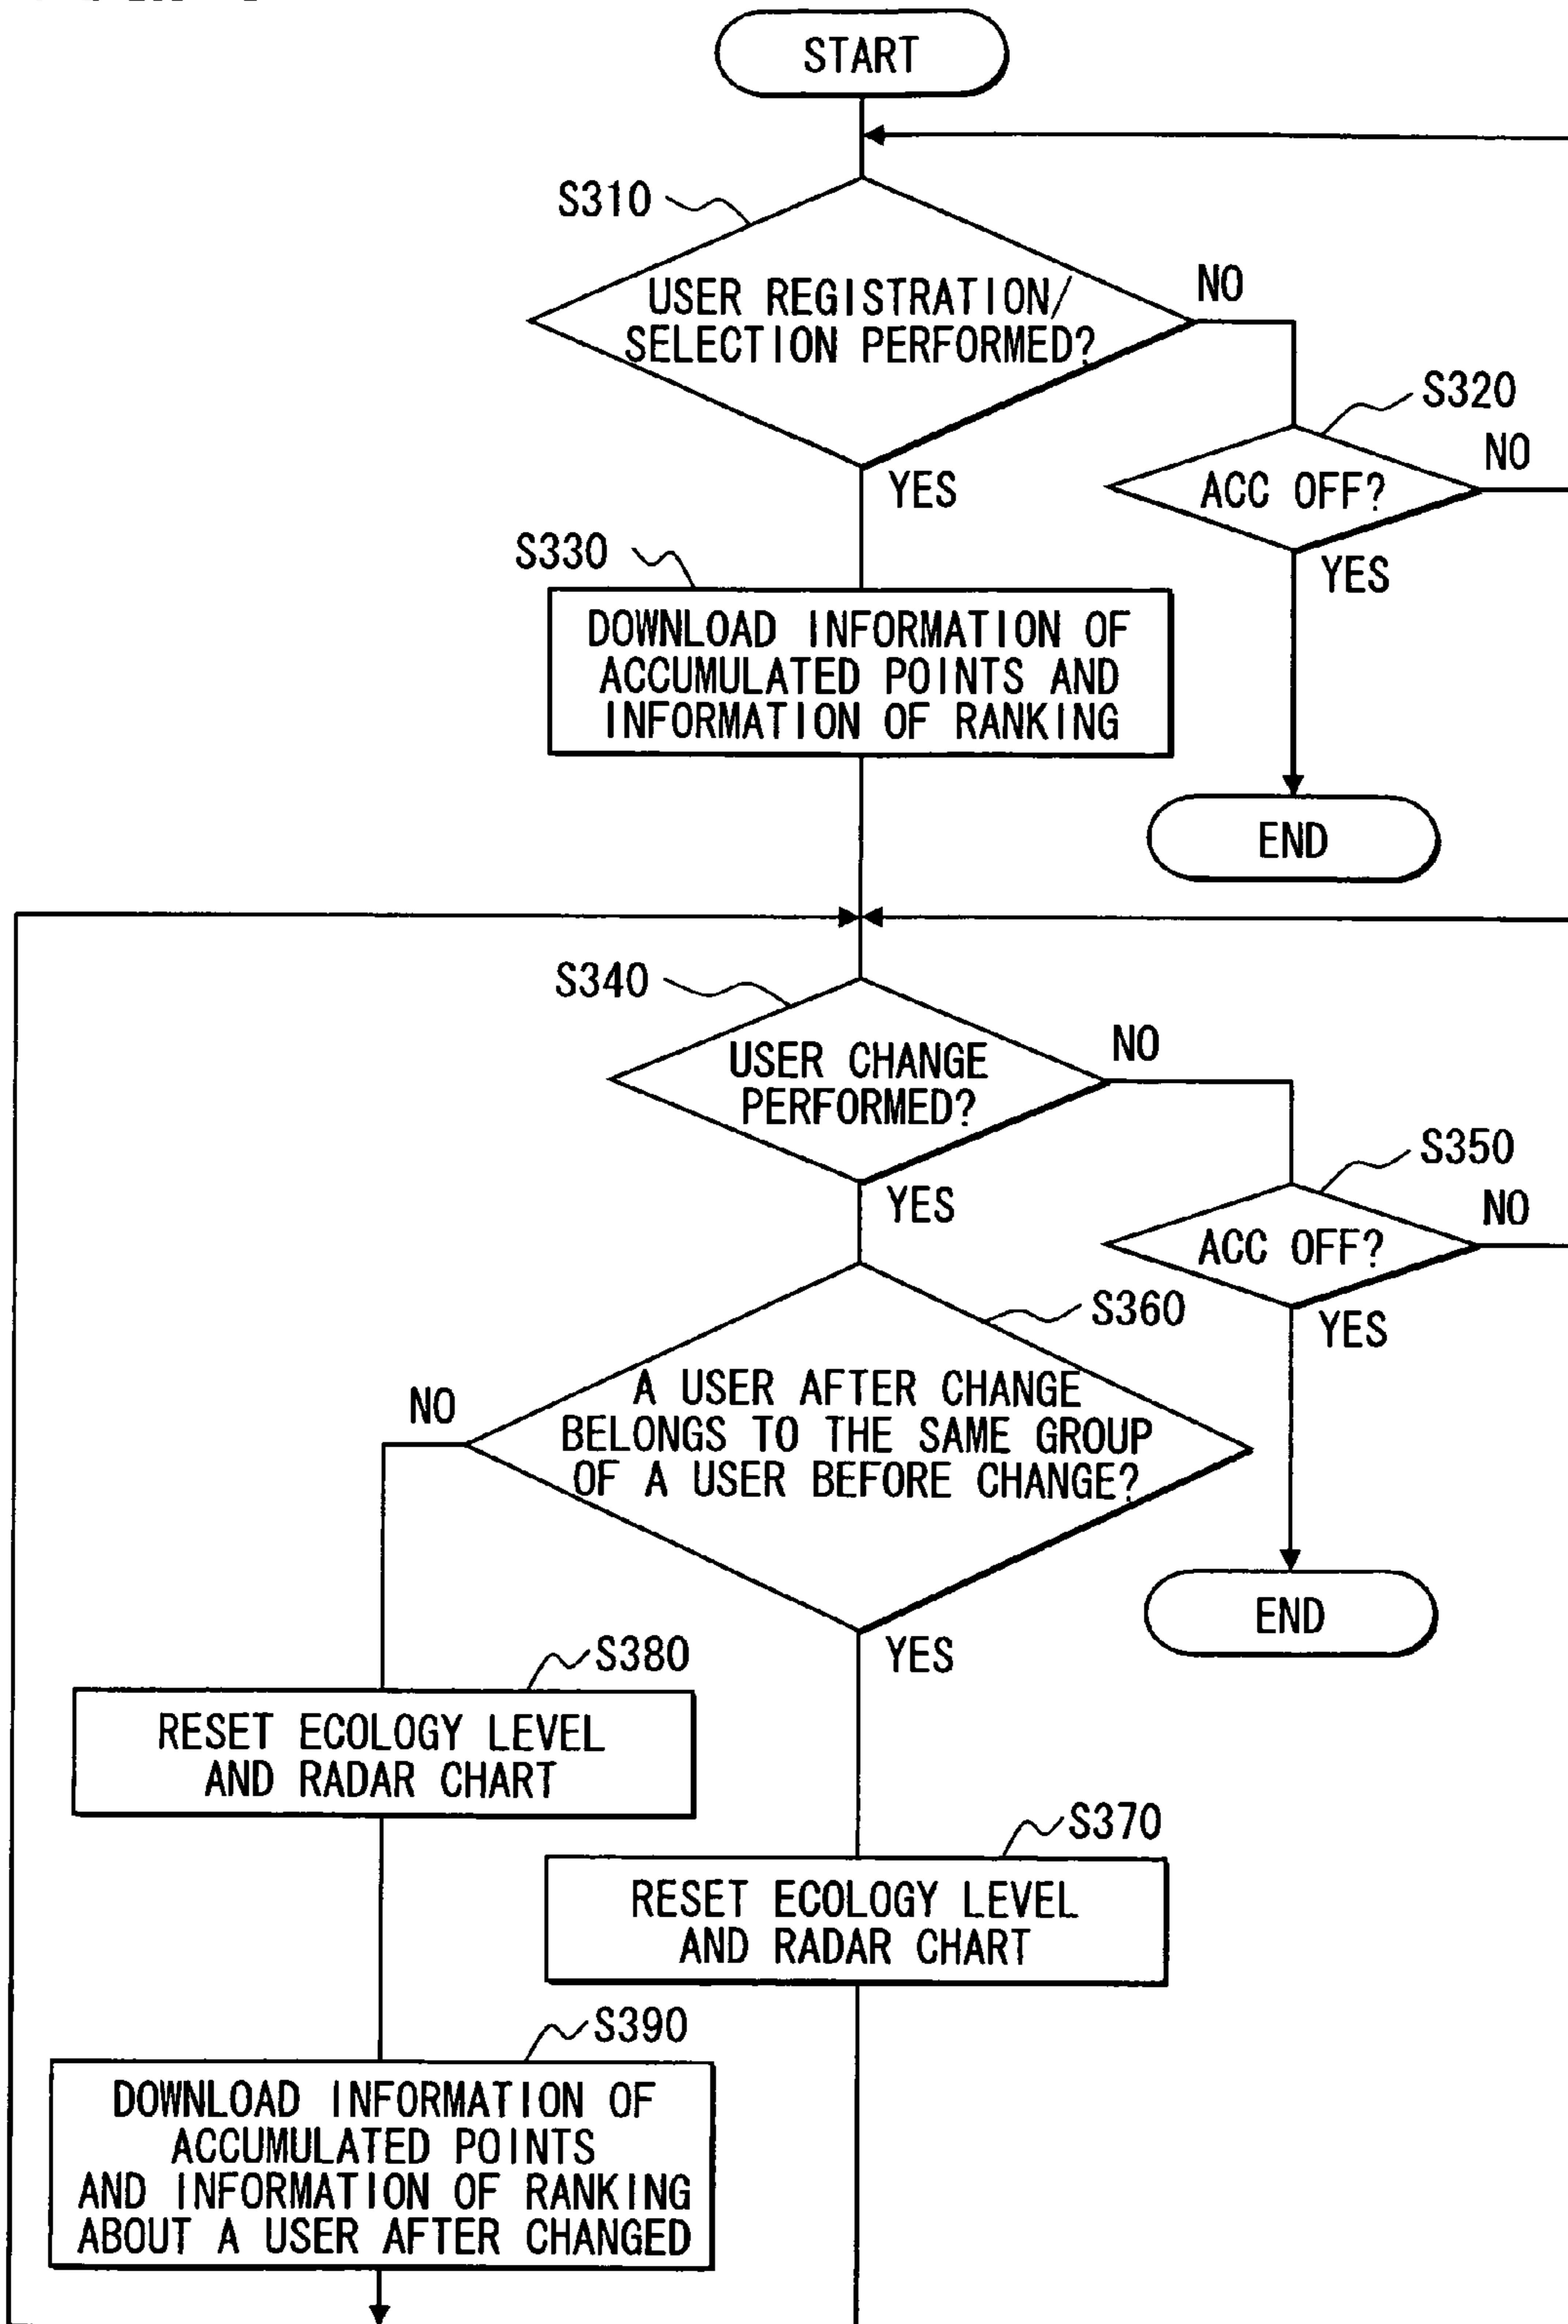 START
S310
USER REGISTRATION/
SELECTION PERFORMED?
NO
YES
S320
ACC OFF?
NO
YES
END
S330
DOWNLOAD INFORMATION OF
ACCUMULATED POINTS AND
INFORMATION OF RANKING
S340
USER CHANGE
PERFORMED?
NO
YES
S350
ACC OFF?
NO
YES
END
S360
A USER AFTER CHANGE
BELONGS TO THE SAME GROUP
OF A USER BEFORE CHANGE?
NO
YES
S380
RESET ECOLOGY LEVEL
AND RADAR CHART
S370
RESET ECOLOGY LEVEL
AND RADAR CHART
S390
DOWNLOAD INFORMATION OF
ACCUMULATED POINTS
AND INFORMATION OF RANKING
ABOUT A USER AFTER CHANGED